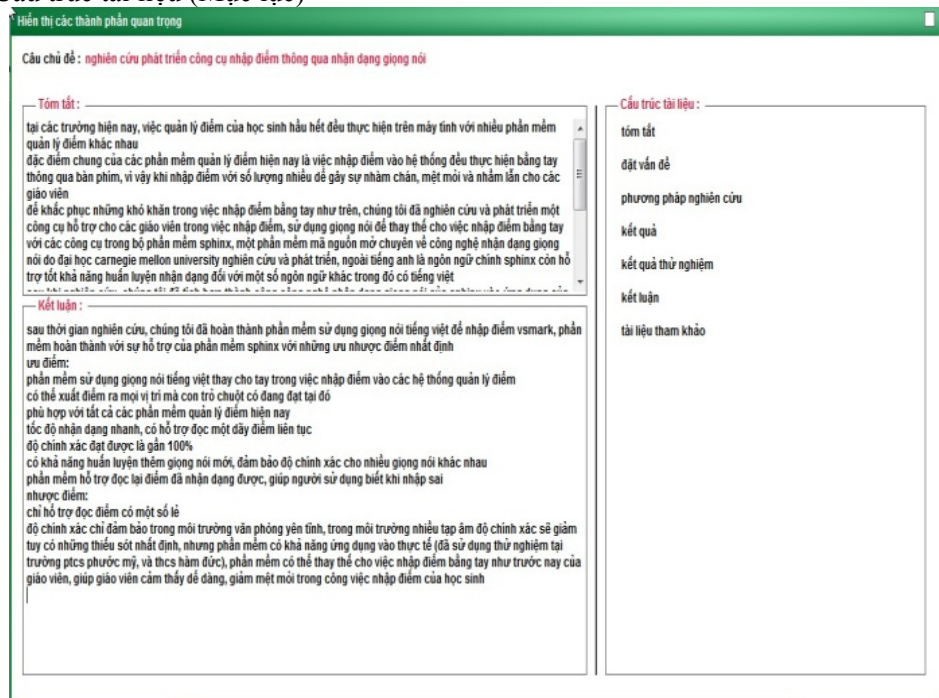 Cấu trúc tài liệu (Mục lục)
Hiển thị các thành phần quan trọng
Câu chủ đề : nghiên cứu phát triển công cụ nhập điểm thông qua nhận dạng giọng nói
Tóm tắt :
tại các trường hiện nay, việc quản lý điểm của học sinh hầu hết đều thực hiện trên máy tính với nhiều phần mềm
quản lý điểm khác nhau
đặc điểm chung của các phần mềm quản lý điểm hiện nay là việc nhập điểm vào hệ thống đều thực hiện bằng tay
thông qua bàn phím, vì vậy khi nhập điểm với số lượng nhiều dễ gây sự nhàm chán, mệt mỏi và nhầm lẫn cho các
giáo viên
để khắc phục những khó khăn trong việc nhập điểm bằng tay như trên, chúng tôi đã nghiên cứu và phát triển một
công cụ hỗ trợ cho các giáo viên trong việc nhập điểm, sử dụng giọng nói để thay thế cho việc nhập điểm bằng tay
với các công cụ trong bộ phần mềm sphinx, một phần mềm mã nguồn mở chuyên về công nghệ nhận dạng giọng
nói do đại học carnegie mellon university nghiên cứu và phát triển, ngoài tiếng anh là ngôn ngữ chính sphinx còn hỗ
trợ tốt khả năng huấn luyện nhận dạng đối với một số ngôn ngữ khác trong đó có tiếng việt
Kết luận :
sau thời gian nghiên cứu, chúng tôi đã hoàn thành phần mềm sử dụng giọng nói tiếng việt để nhập điểm vsmark, phần
mềm hoàn thành với sự hỗ trợ của phần mềm sphinx với những ưu nhược điểm nhất định
ưu điểm:
phần mềm sử dụng giọng nói tiếng việt thay cho tay trong việc nhập điểm vào các hệ thống quản lý điểm
có thể xuất điểm ra mọi vị trí mà con trỏ chuột có đang đặt tại đó
phù hợp với tất cả các phần mềm quản lý điểm hiện nay
tốc độ nhận dạng nhanh, có hỗ trợ đọc một dãy điểm liên tục
độ chính xác đạt được là gần 100%
có khả năng huấn luyện thêm giọng nói mới, đảm bảo độ chính xác cho nhiều giọng nói khác nhau
phần mềm hỗ trợ đọc lại điểm đã nhận dạng được, giúp người sử dụng biết khi nhập sai
nhược điểm:
chỉ hỗ trợ đọc điểm có một số lẻ
độ chính xác chỉ đảm bảo trong môi trường văn phòng yên tĩnh, trong môi trường nhiều tạp âm độ chính xác sẽ giảm
tuy có những thiếu sót nhất định, nhưng phần mềm có khả năng ứng dụng vào thực tế (đã sử dụng thử nghiệm tại
trường ptcs phước mỹ, và thcs hàm đức), phần mềm có thể thay thế cho việc nhập điểm bằng tay như trước nay của
giáo viên, giúp giáo viên cảm thấy dễ dàng, giảm mệt mỏi trong công việc nhập điểm của học sinh
Cấu trúc tài liệu :
tóm tắt
đặt vấn đề
phương pháp nghiên cứu
kết quả
kết quả thử nghiệm
kết luận
tài liệu tham khảo